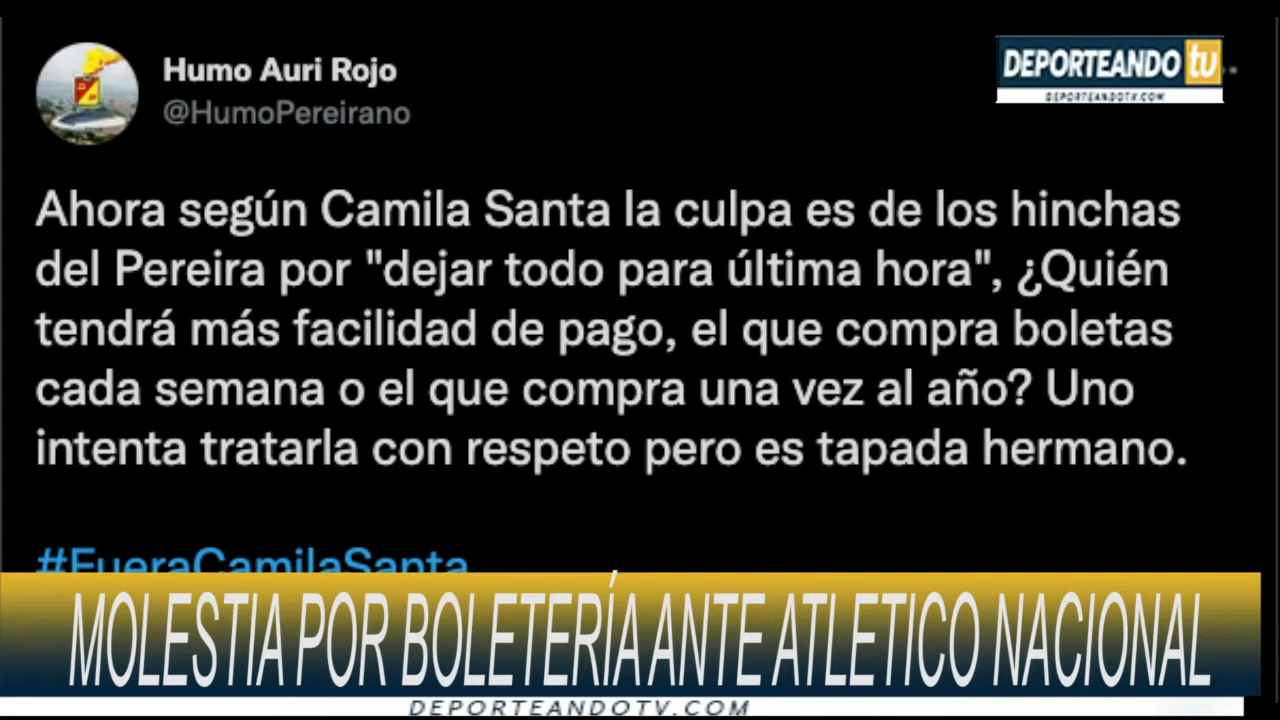 Humo Auri Rojo
@HumoPereirano
DEPORTEANDO tv
DEPORTEANDOTV.COM
Ahora según Camila Santa la culpa es de los hinchas
del Pereira por "dejar todo para última hora", ¿Quién
tendrá más facilidad de pago, el que compra boletas
cada semana o el que compra una vez al año? Uno
intenta tratarla con respeto pero es tapada hermano.
#FueraCamilaSanta
MOLESTIA POR BOLETERÍA ANTE ATLETICO NACIONAL
DEPORTEANDOTV.COM